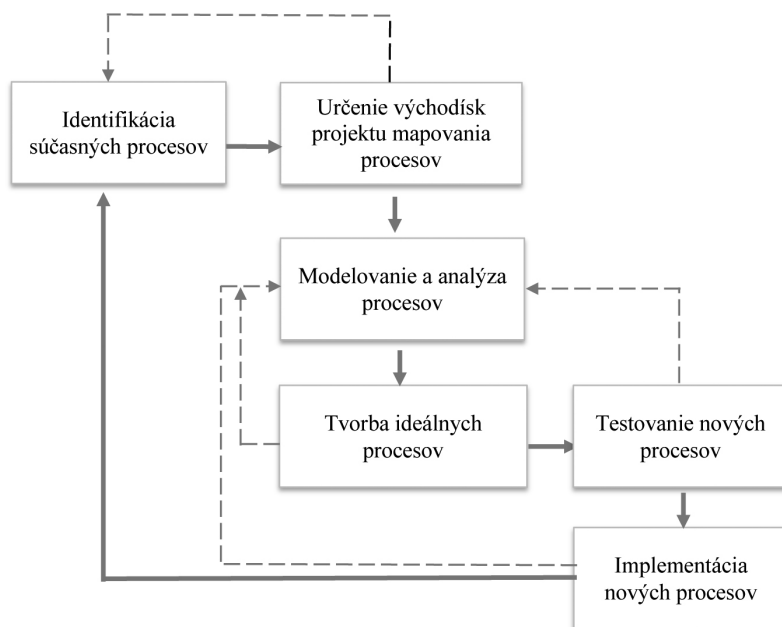 Identifikácia
súčasných procesov
Určenie východísk
projektu mapovania
procesov
Modelovanie a analýza
procesov
Tvorba ideálnych
procesov
Testovanie nových
procesov
Implementácia
nových procesov